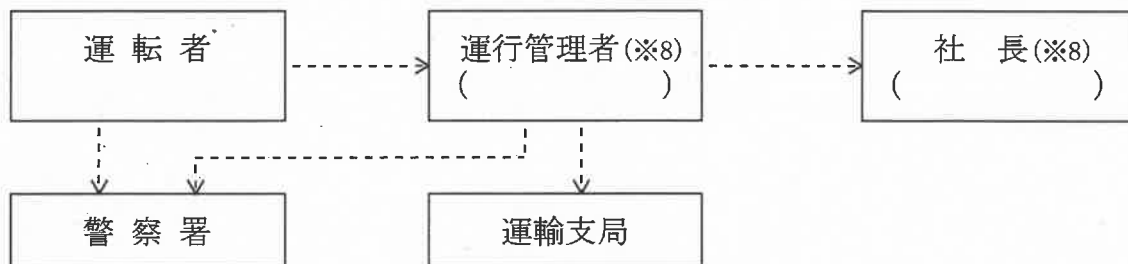 運転者
運行管理者(※8)
(　　　　)
社　長(※8)
(　　　　)
警察署
運輸支局